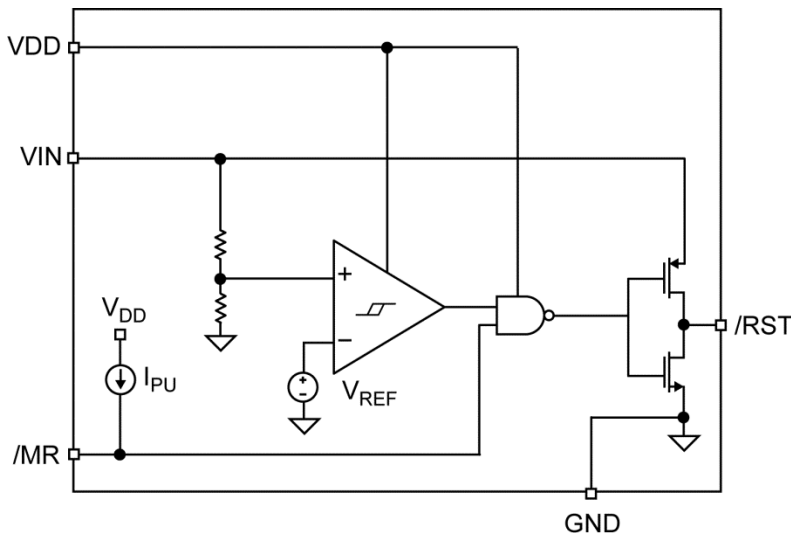 VDD
VIN
+
−
V_DD
I_PU
+
−
V_REF
/RST
/MR
GND